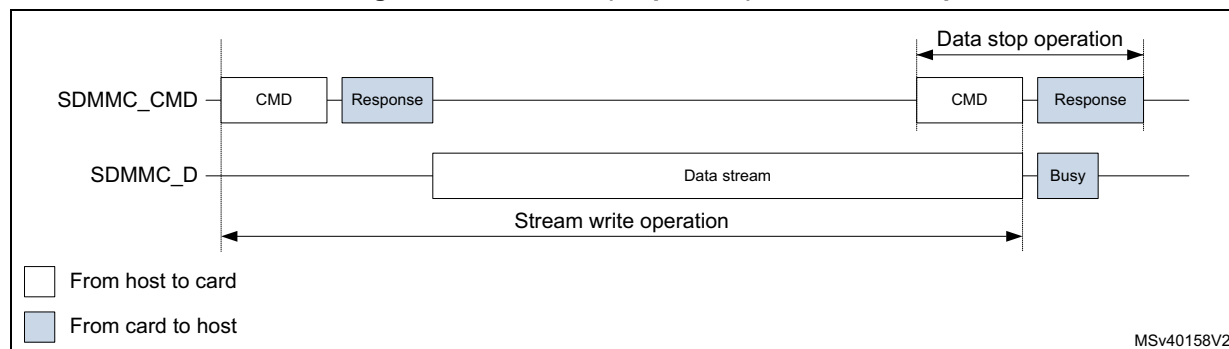 Data stop operation
SDMMC_CMD CMD Response CMD Response
SDMMC_D Data stream Busy
Stream write operation
From host to card
From card to host
MSv40158V2